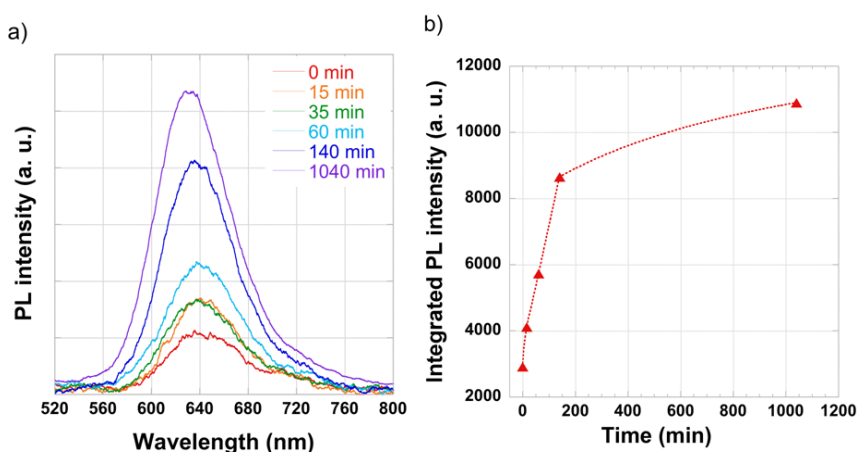 a)
PL intensity (a. u.)
0 min
15 min
35 min
60 min
140 min
1040 min
520 560 600 640 680 720 760 800
Wavelength (nm)
b)
Integrated PL intensity (a. u.)
12000
10000
8000
6000
4000
2000
0 200 400 600 800 1000 1200
Time (min)